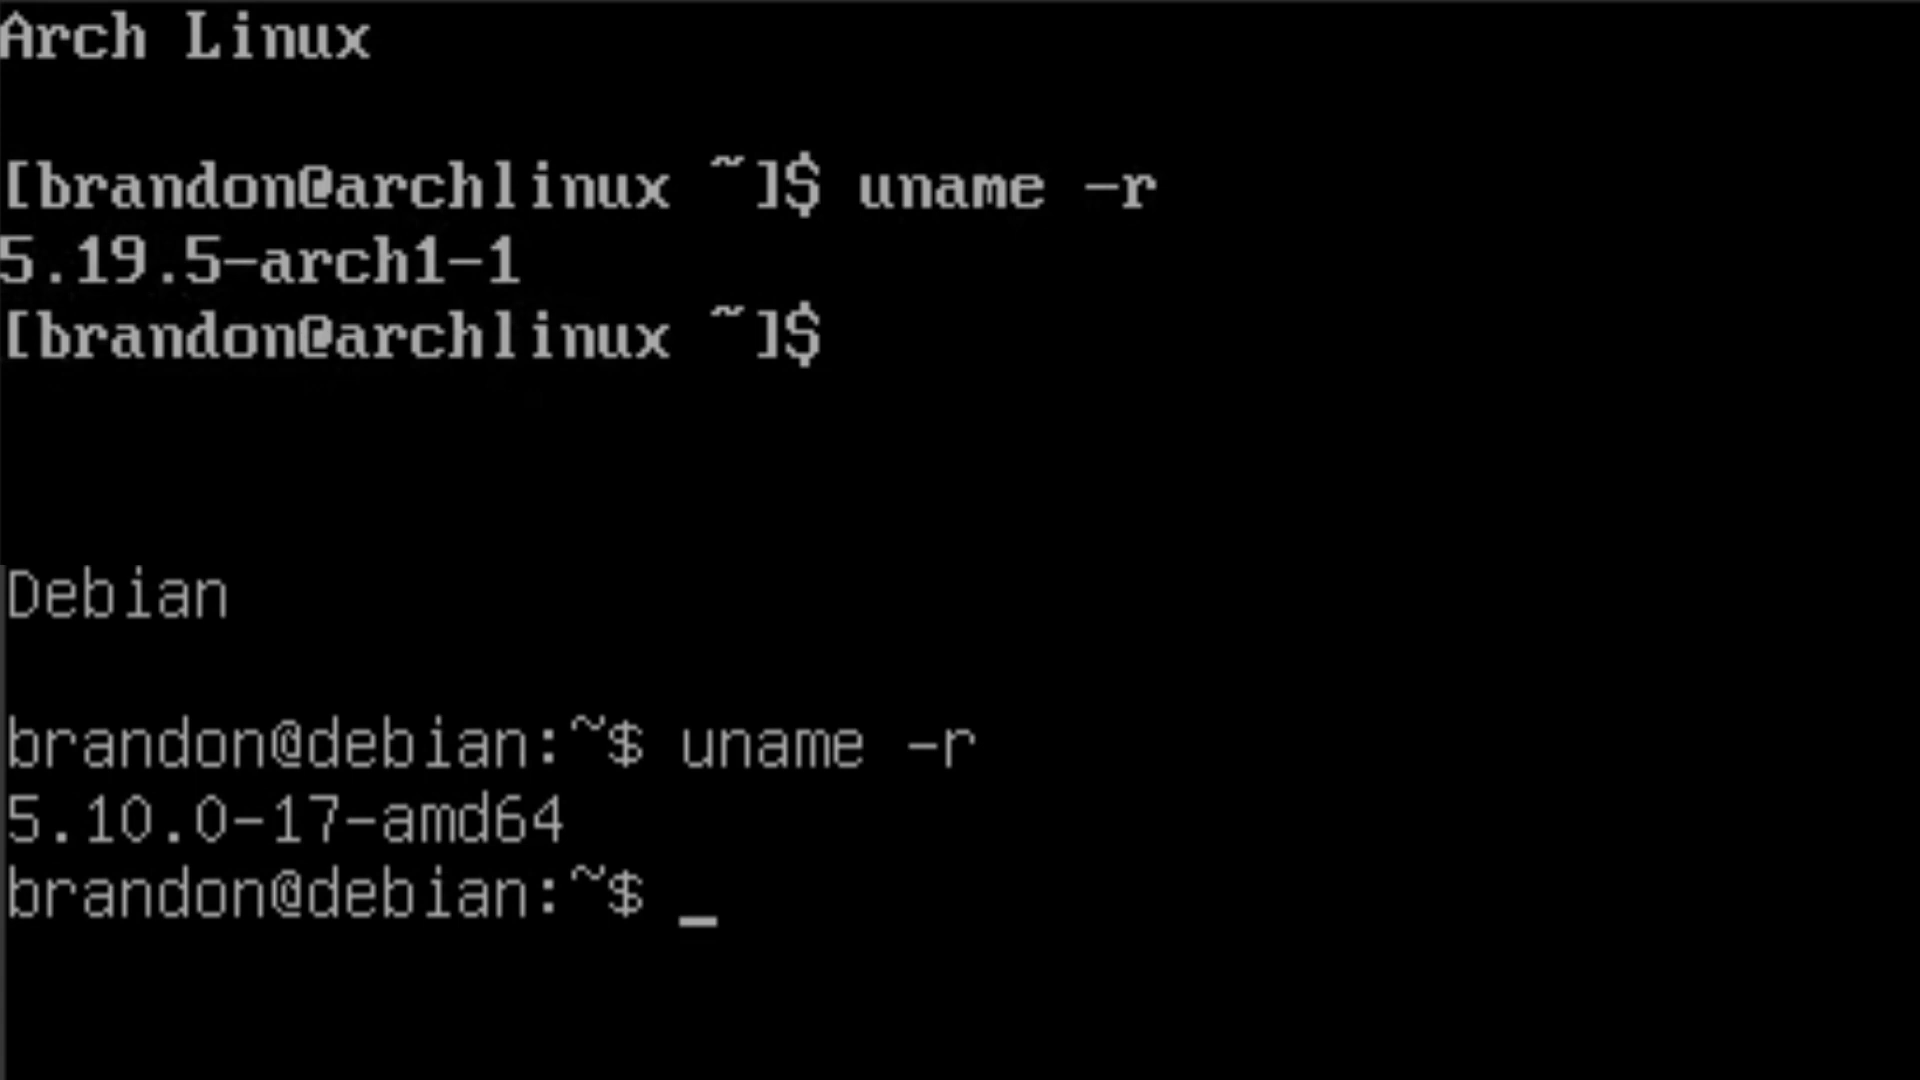 Arch Linux
[brandon@archlinux ~]$ uname -r
5.19.5-arch1-1
[brandon@archlinux ~]$
Debian
brandon@debian:~$ uname -r
5.10.0-17-amd64
brandon@debian:~$ _